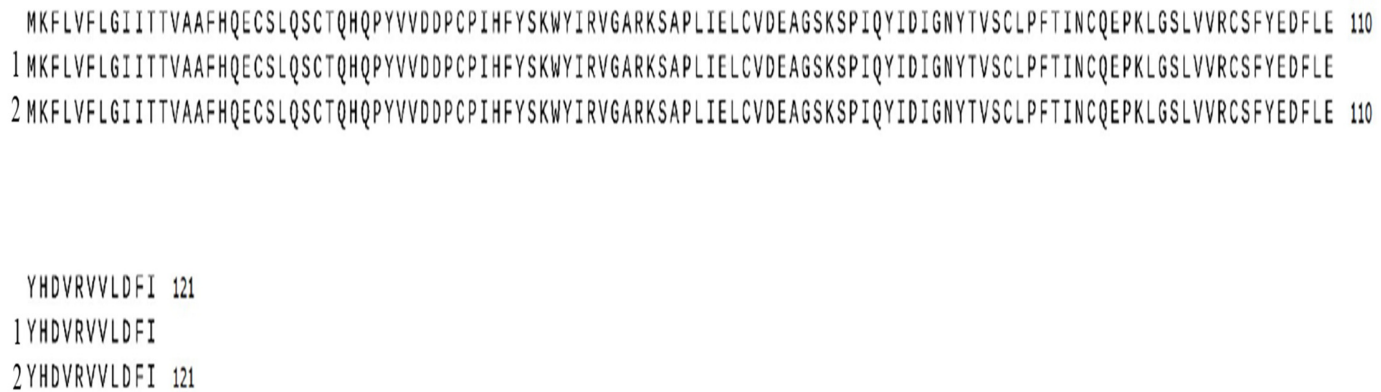 MKFLVFLGIITTVAAFHQECSLQSCTQHQPYVVDDPCPIHFYSKWYIRVGARKSAPLIELCVDEAGSKSPIQYIDIGNYTVSCLPFTINCQEPKLGSLVVRCSFYEDFLE 110
1 MKFLVFLGIITTVAAFHQECSLQSCTQHQPYVVDDPCPIHFYSKWYIRVGARKSAPLIELCVDEAGSKSPIQYIDIGNYTVSCLPFTINCQEPKLGSLVVRCSFYEDFLE
2 MKFLVFLGIITTVAAFHQECSLQSCTQHQPYVVDDPCPIHFYSKWYIRVGARKSAPLIELCVDEAGSKSPIQYIDIGNYTVSCLPFTINCQEPKLGSLVVRCSFYEDFLE 110
YHDVRVVLDFI 121
1 YHDVRVVLDFI
2 YHDVRVVLDFI 121